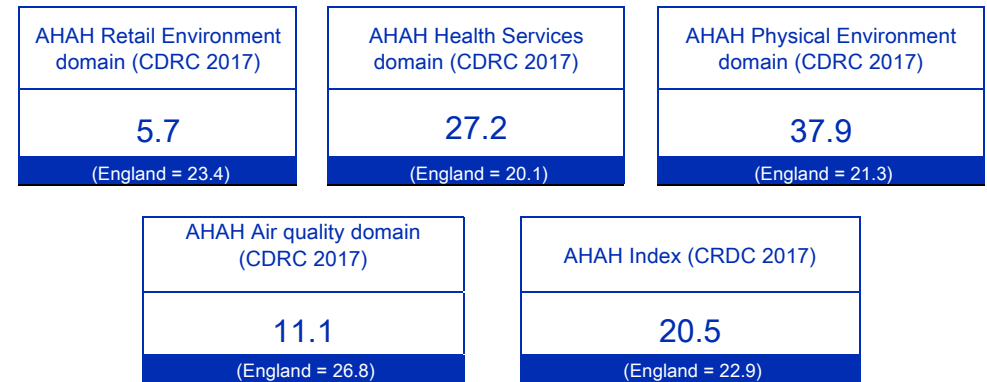 AHAH Retail Environment
domain (CDRC 2017)
5.7
(England = 23.4)
AHAH Health Services
domain (CDRC 2017)
27.2
(England = 20.1)
AHAH Physical Environment
domain (CDRC 2017)
37.9
(England = 21.3)
AHAH Air quality domain
(CDRC 2017)
11.1
(England = 26.8)
AHAH Index (CRDC 2017)
20.5
(England = 22.9)